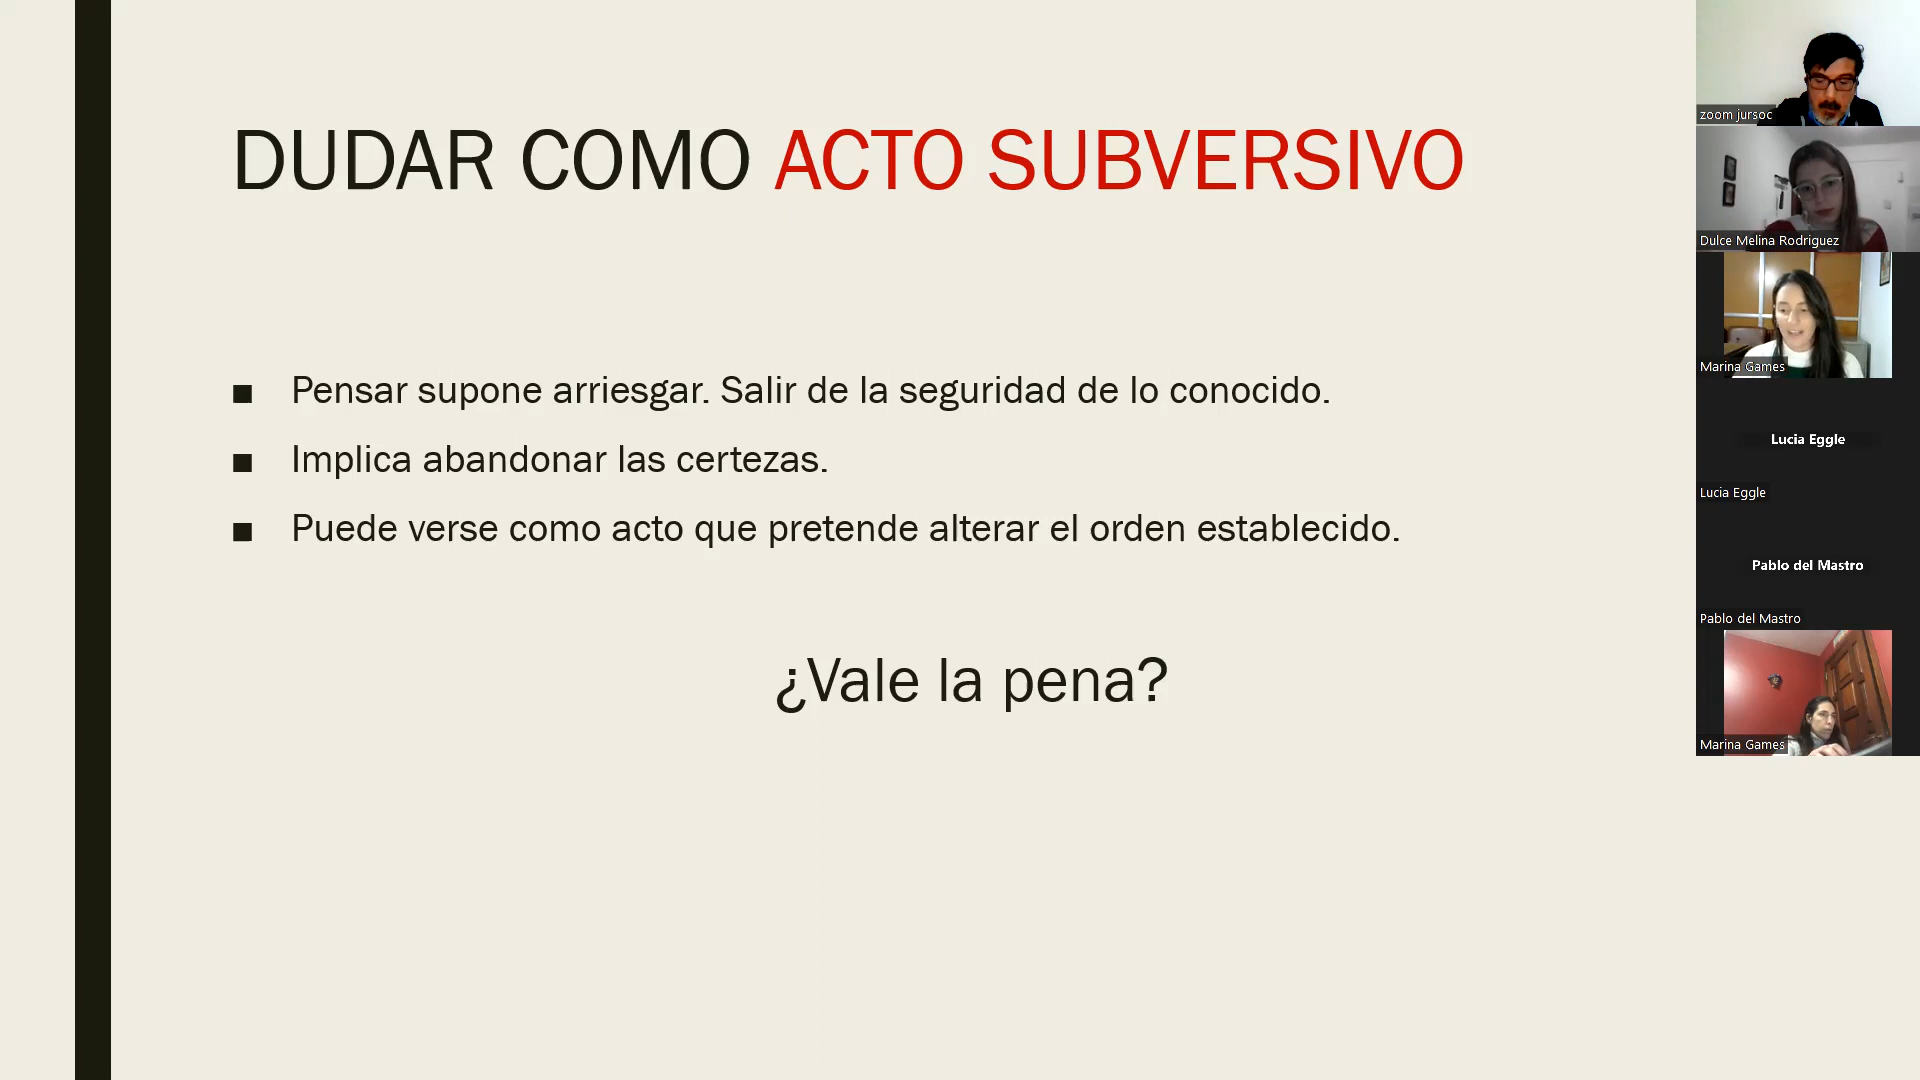 DUDAR COMO ACTO SUBVERSIVO
■ Pensar supone arriesgar. Salir de la seguridad de lo conocido.
■ Implica abandonar las certezas.
■ Puede verse como acto que pretende alterar el orden establecido.
¿Vale la pena?
zoom jursoc
Dulce Melina Rodriguez
Marina Games
Lucia Eggle
Lucia Eggle
Pablo del Mastro
Pablo del Mastro
Marina Games